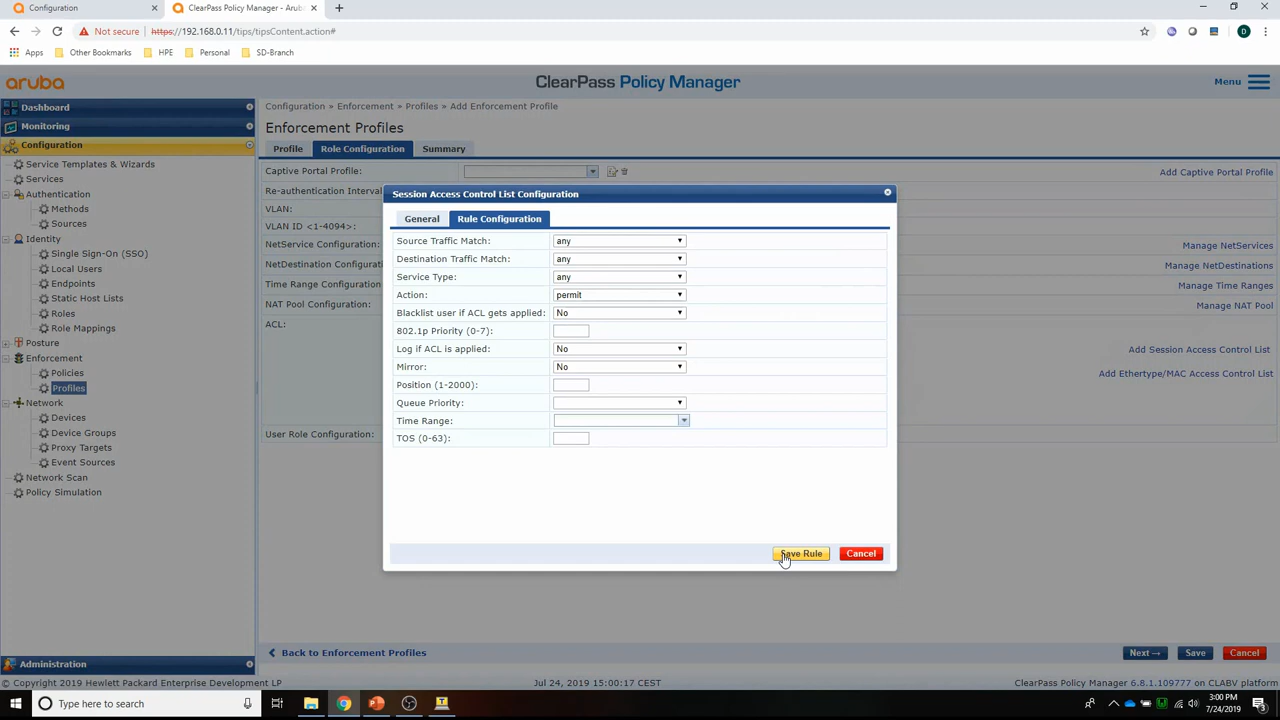 Configuration
ClearPass Policy Manager - Aruba
Not secure
https://192.168.0.11/tips/tipsContent.action#
D
Apps
Other Bookmarks
HPE
Personal
SD-Branch
aruba
ClearPass Policy Manager
Menu
Dashboard
Monitoring
Configuration
Service Templates & Wizards
Services
Authentication
Methods
Sources
Identity
Single Sign-On (SSO)
Local Users
Endpoints
Static Host Lists
Roles
Role Mappings
Posture
Enforcement
Policies
Profiles
Network
Devices
Device Groups
Proxy Targets
Event Sources
Network Scan
Policy Simulation
Administration
Configuration » Enforcement » Profiles » Add Enforcement Profile
Enforcement Profiles
Profile
Role Configuration
Summary
Captive Portal Profile:
Add Captive Portal Profile
Re-authentication Interval
VLAN:
VLAN ID <1-4094>:
NetService Configuration:
Manage NetServices
NetDestination Configura
Manage NetDestinations
Time Range Configuration
Manage Time Ranges
NAT Pool Configuration:
Manage NAT Pool
ACL:
Add Session Access Control List
Add Ethertype/MAC Access Control List
User Role Configuration:
Session Access Control List Configuration
General
Rule Configuration
Source Traffic Match: any
Destination Traffic Match: any
Service Type: any
Action: permit
Blacklist user if ACL gets applied: No
802.1p Priority (0-7):
Log if ACL is applied: No
Mirror: No
Position (1-2000):
Queue Priority:
Time Range:
TOS (0-63):
Save Rule
Cancel
Back to Enforcement Profiles
Next →
Save
Cancel
© Copyright 2019 Hewlett Packard Enterprise Development LP
Jul 24, 2019 15:00:17 CEST
ClearPass Policy Manager 6.8.1.109777 on CLABV platform
Type here to search
3:00 PM
7/24/2019